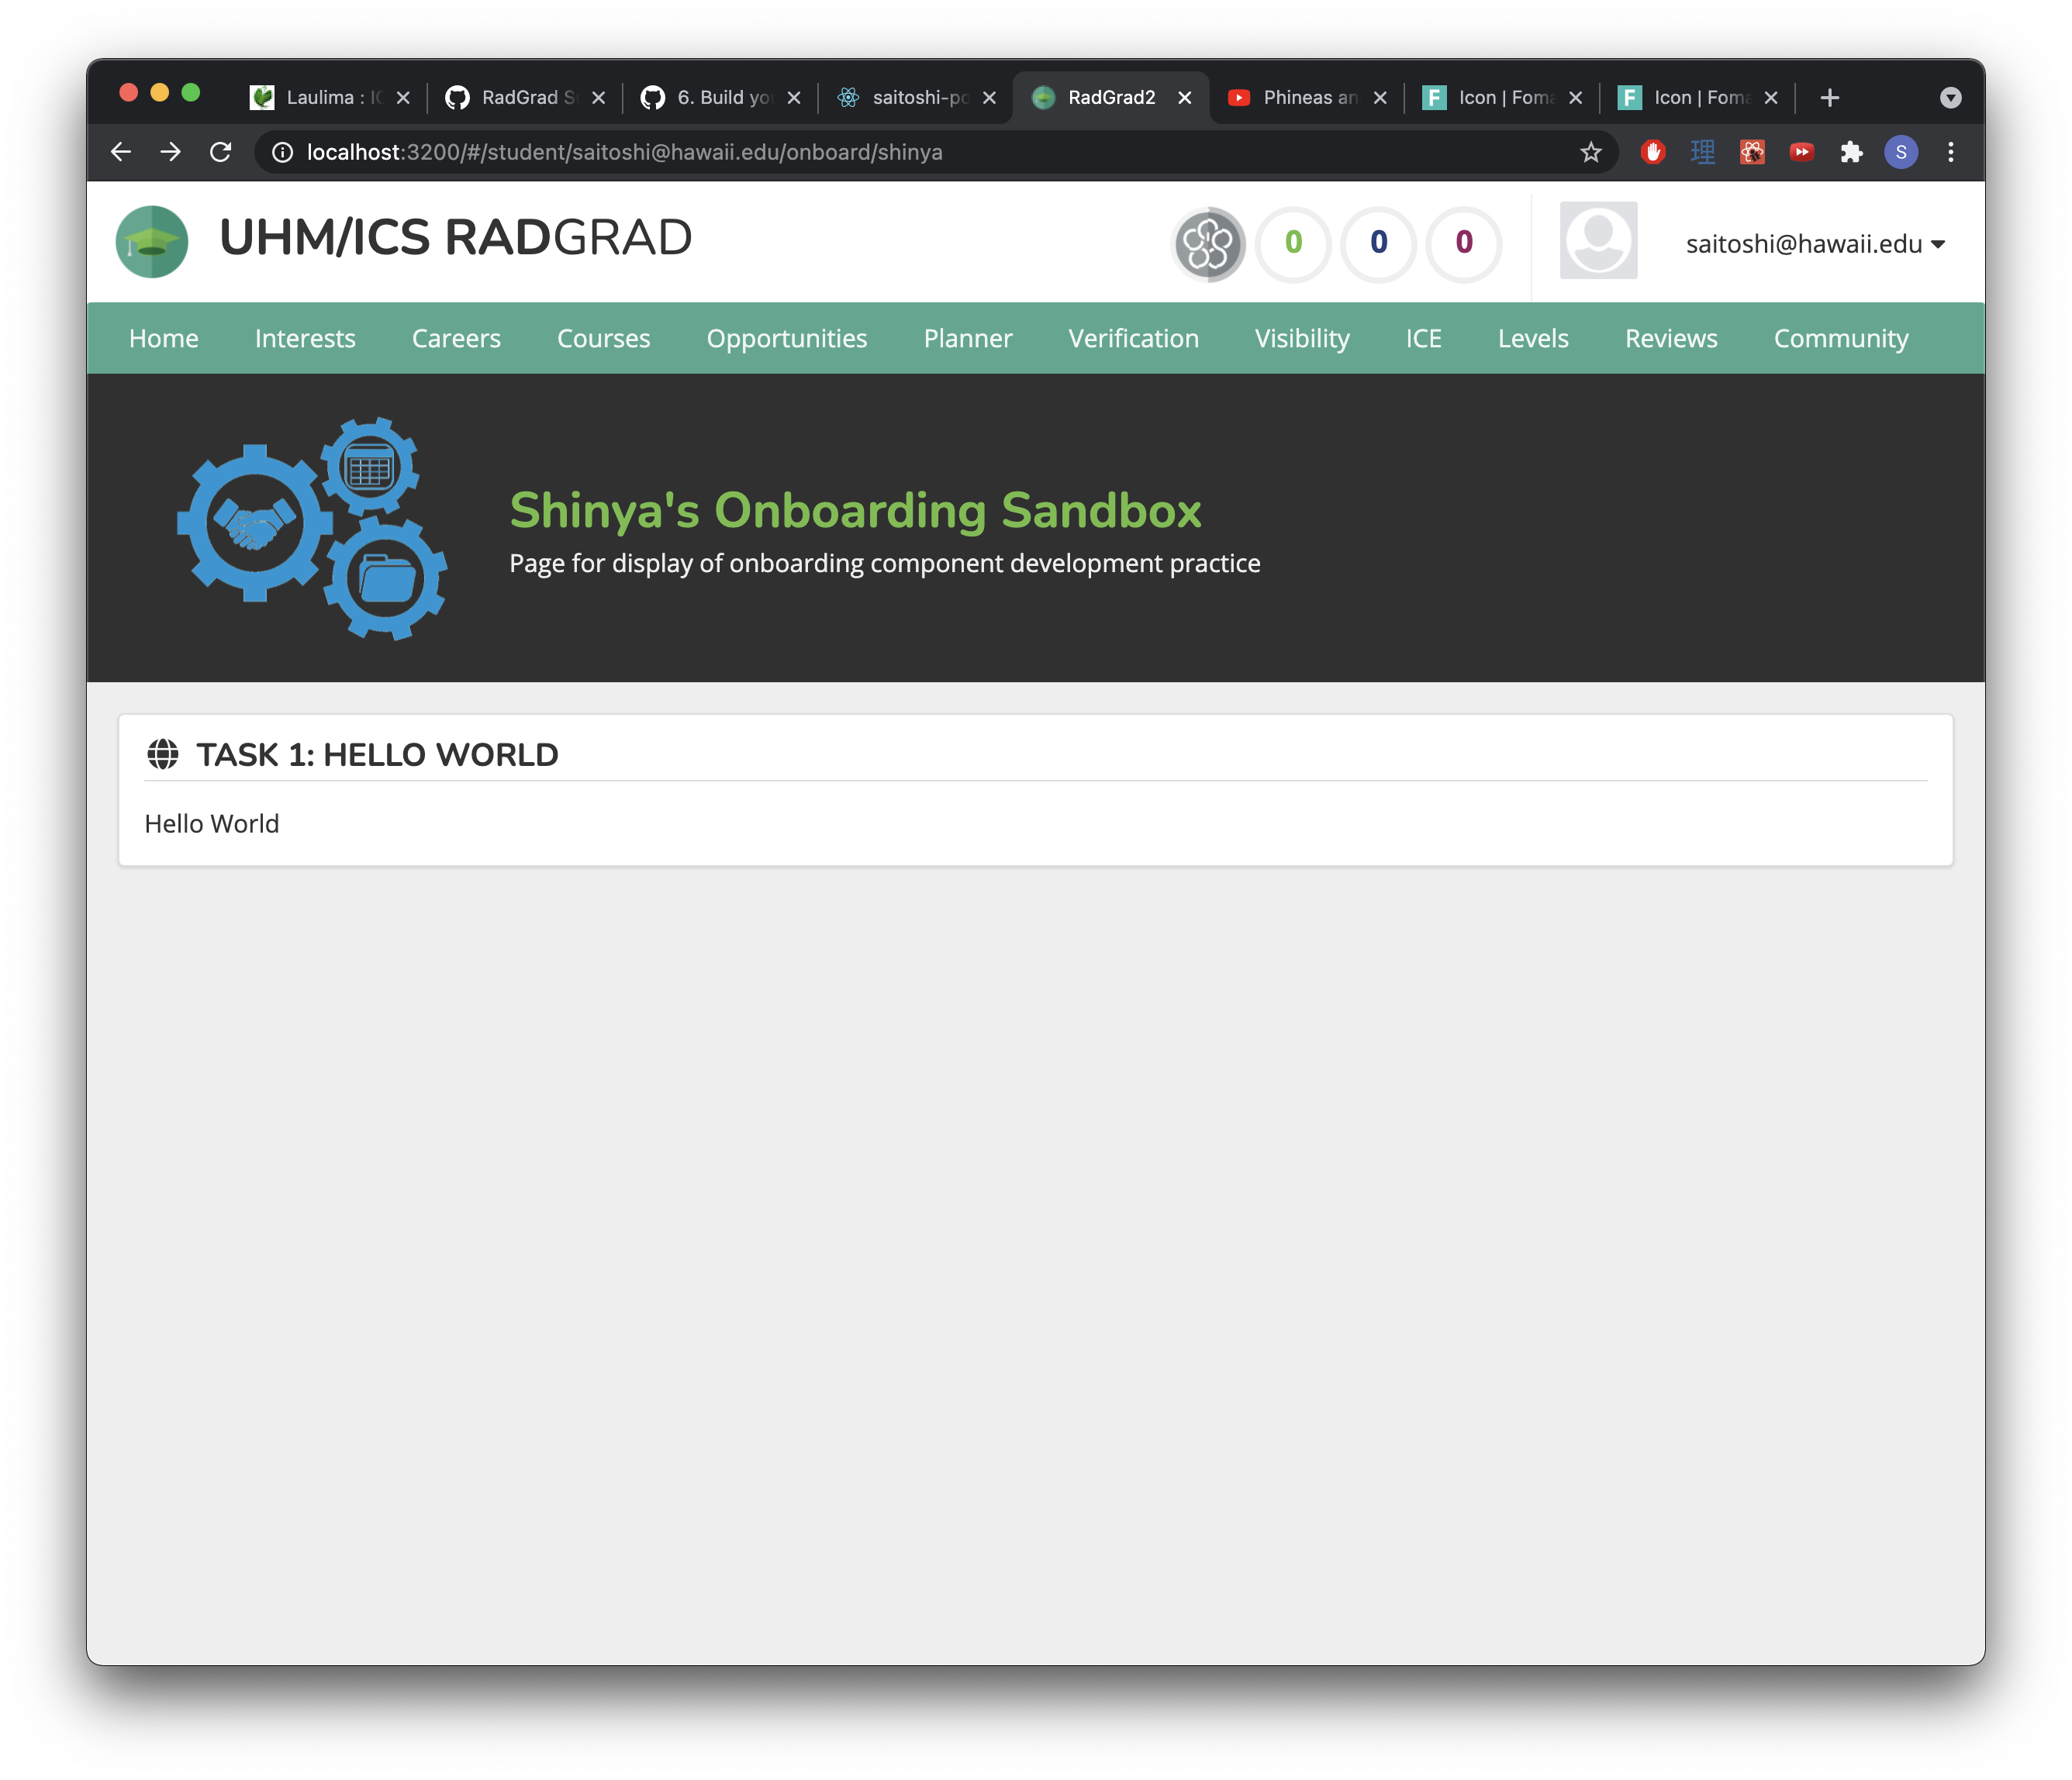 Laulima : IC
RadGrad S
6. Build you
saitoshi-po
RadGrad2
Phineas an
Icon | Foma
Icon | Foma
localhost:3200/#/student/saitoshi@hawaii.edu/onboard/shinya
理
S
UHM/ICS RADGRAD
0
0
0
saitoshi@hawaii.edu
Home
Interests
Careers
Courses
Opportunities
Planner
Verification
Visibility
ICE
Levels
Reviews
Community
Shinya's Onboarding Sandbox
Page for display of onboarding component development practice
TASK 1: HELLO WORLD
Hello World